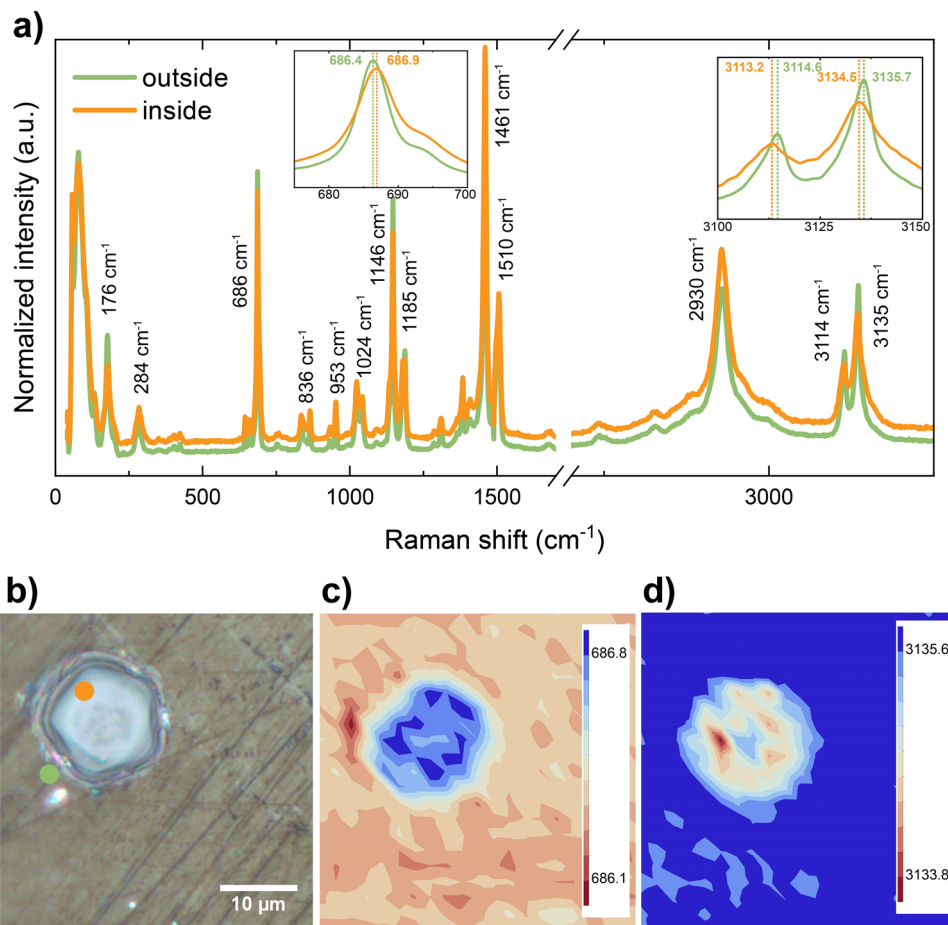 a)
outside
inside
Normalized intensity (a.u.)
176 cm-1
284 cm-1
686 cm-1
836 cm-1
953 cm-1
1024 cm-1
1146 cm-1
1185 cm-1
1461 cm-1
1510 cm-1
2930 cm-1
3114 cm-1
3135 cm-1
686.4 686.9
680 690 700
3113.2 3114.6 3134.5 3135.7
3100 3125 3150
0 500 1000 1500 3000
Raman shift (cm-1)
b)
10 µm
c)
686.8
686.1
d)
3135.6
3133.8